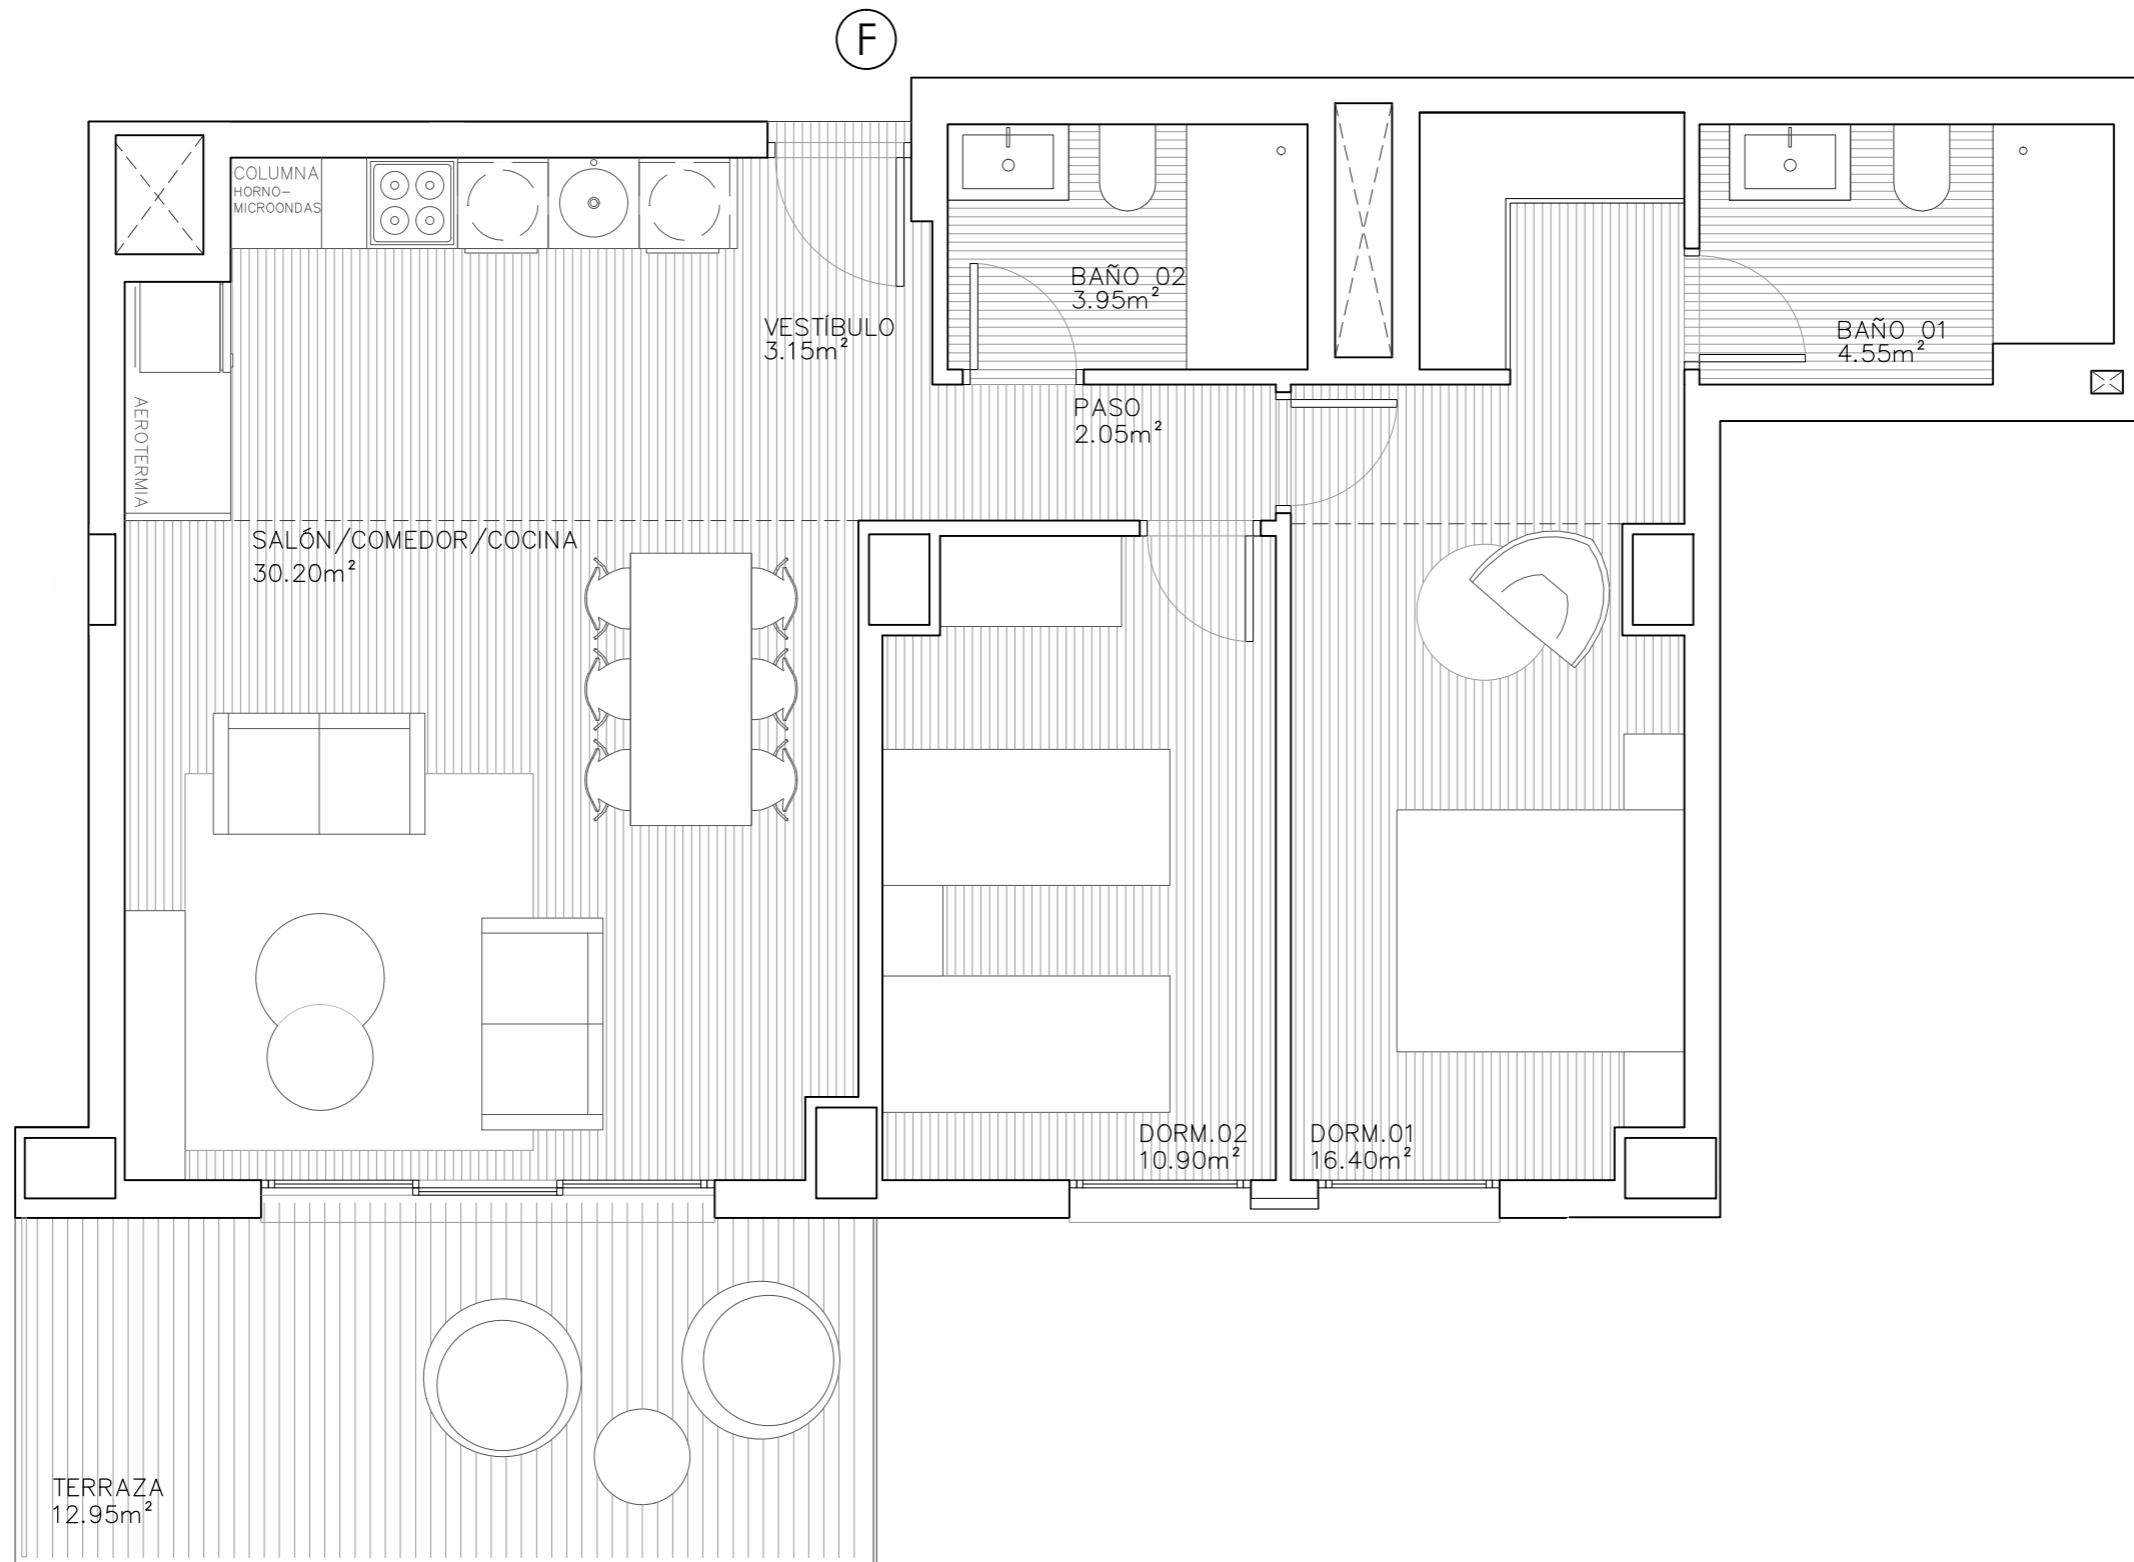 F
COLUMNA
HORNO-
MICROONDAS
VESTÍBULO
3.15m²
BAÑO 02
3.95m²
BAÑO 01
4.55m²
AEROTERMIA
PASO
2.05m²
SALÓN/COMEDOR/COCINA
30.20m²
DORM.02
10.90m²
DORM.01
16.40m²
TERRAZA
12.95m²